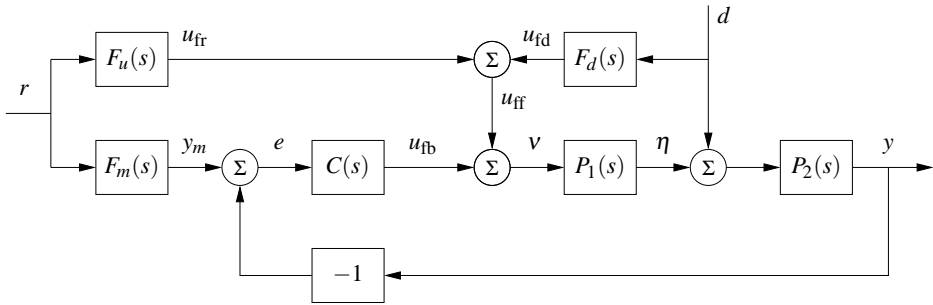 d
u_fr
u_fd
F_u(s)
Σ
F_d(s)
r
u_ff
y_m
e
u_fb
ν
η
y
F_m(s)
Σ
C(s)
Σ
P_1(s)
Σ
P_2(s)
−1